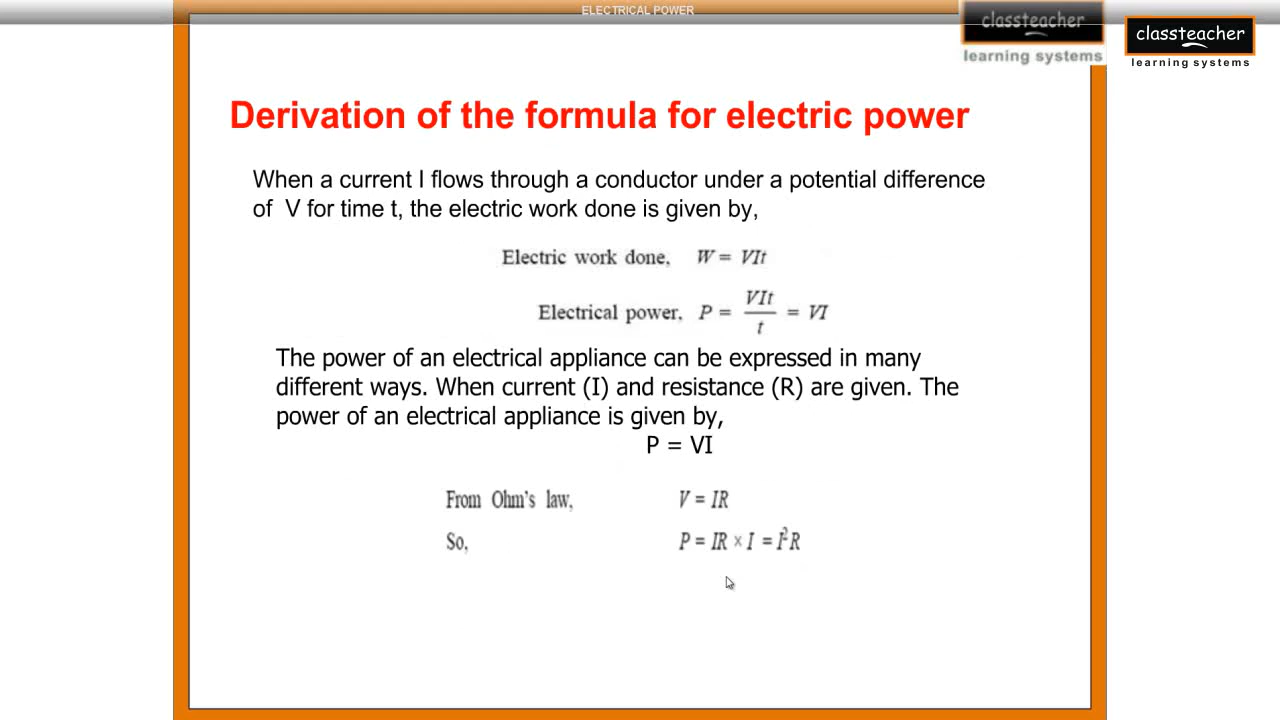 ELECTRICAL POWER
classteacher
learning systems
classteacher
learning systems
Derivation of the formula for electric power
When a current I flows through a conductor under a potential difference
of V for time t, the electric work done is given by,
Electric work done, W = VIt
Electrical power, P = VIt / t = VI
The power of an electrical appliance can be expressed in many
different ways. When current (I) and resistance (R) are given. The
power of an electrical appliance is given by,
P = VI
From Ohm's law, V = IR
So, P = IR × I = I²R